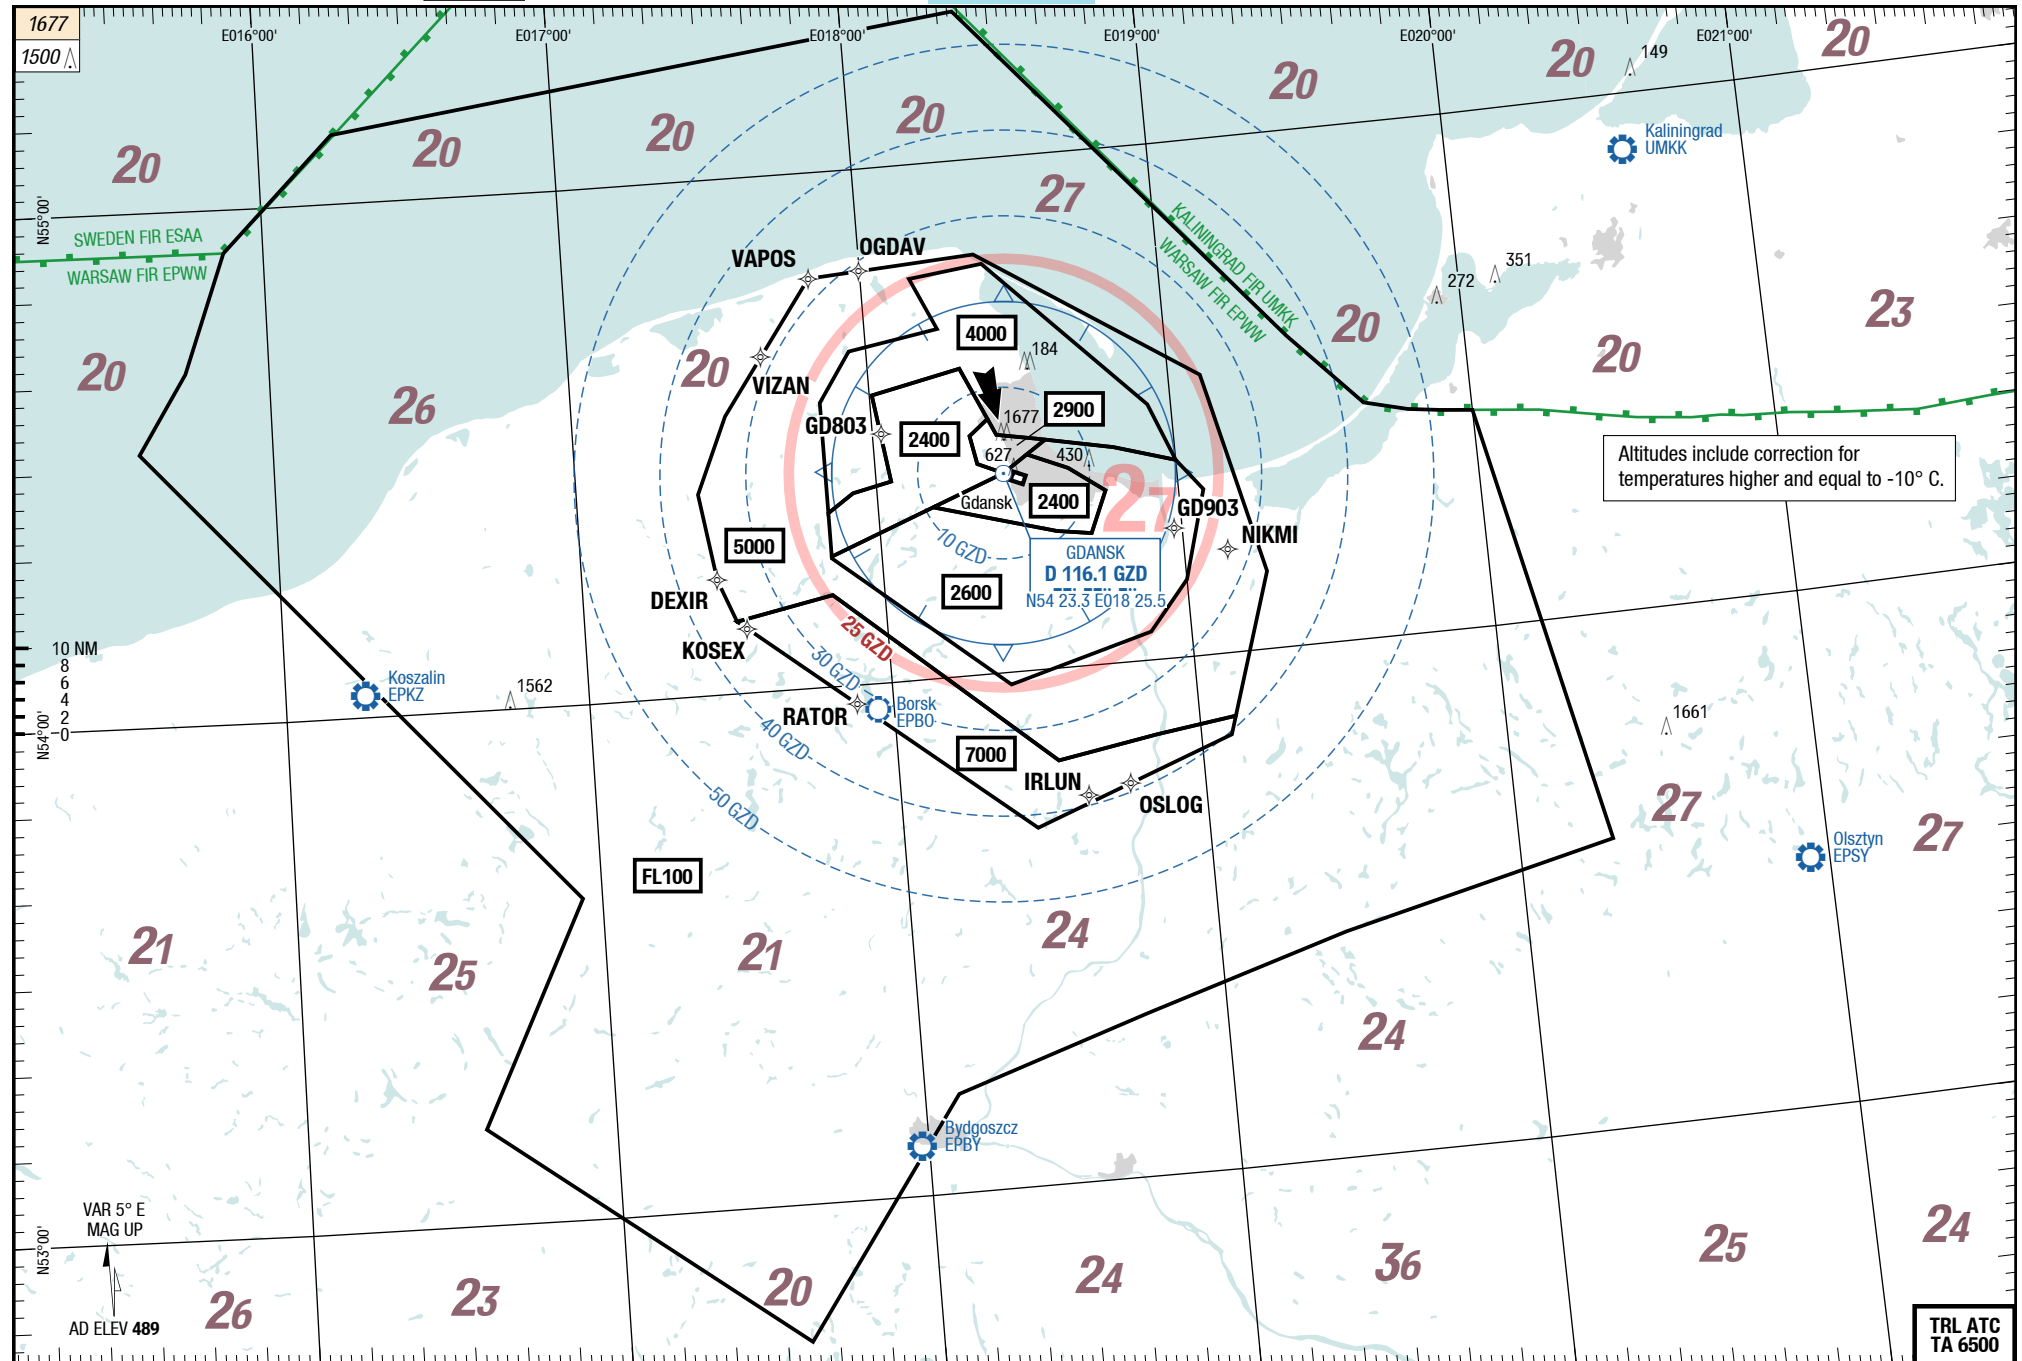 1677
1500
E016°00'
E017°00'
E018°00'
E019°00'
E020°00'
E021°00'
20
20
149
20
20
20
20
20
20
Kaliningrad
UMKK
27
N55°00'
SWEDEN FIR ESAA
WARSAW FIR EPWW
KALININGRAD FIR UMKK
WARSAW FIR EPWW
VAPOS
OGDAV
351
272
23
20
20
20
4000
184
20
VIZAN
26
GD803
2400
2900
1677
627
430
Altitudes include correction for
temperatures higher and equal to -10° C.
Gdansk
2400
27
GD903
NIKMI
5000
10 GZD
GDANSK
D 116.1 GZD
N54 23.3 E018 25.5
2600
DEXIR
KOSEX
25 GZD
30 GZD
40 GZD
50 GZD
10 NM
8
6
4
2
0
N54°00'
Koszalin
EPKZ
1562
RATOR
Borsk
EPBO
7000
IRLUN
OSLOG
1661
27
27
Olsztyn
EPSY
FL100
21
25
21
24
24
Bydgoszcz
EPBY
VAR 5° E
MAG UP
N53°00'
AD ELEV 489
26
23
20
24
36
25
24
TRL ATC
TA 6500